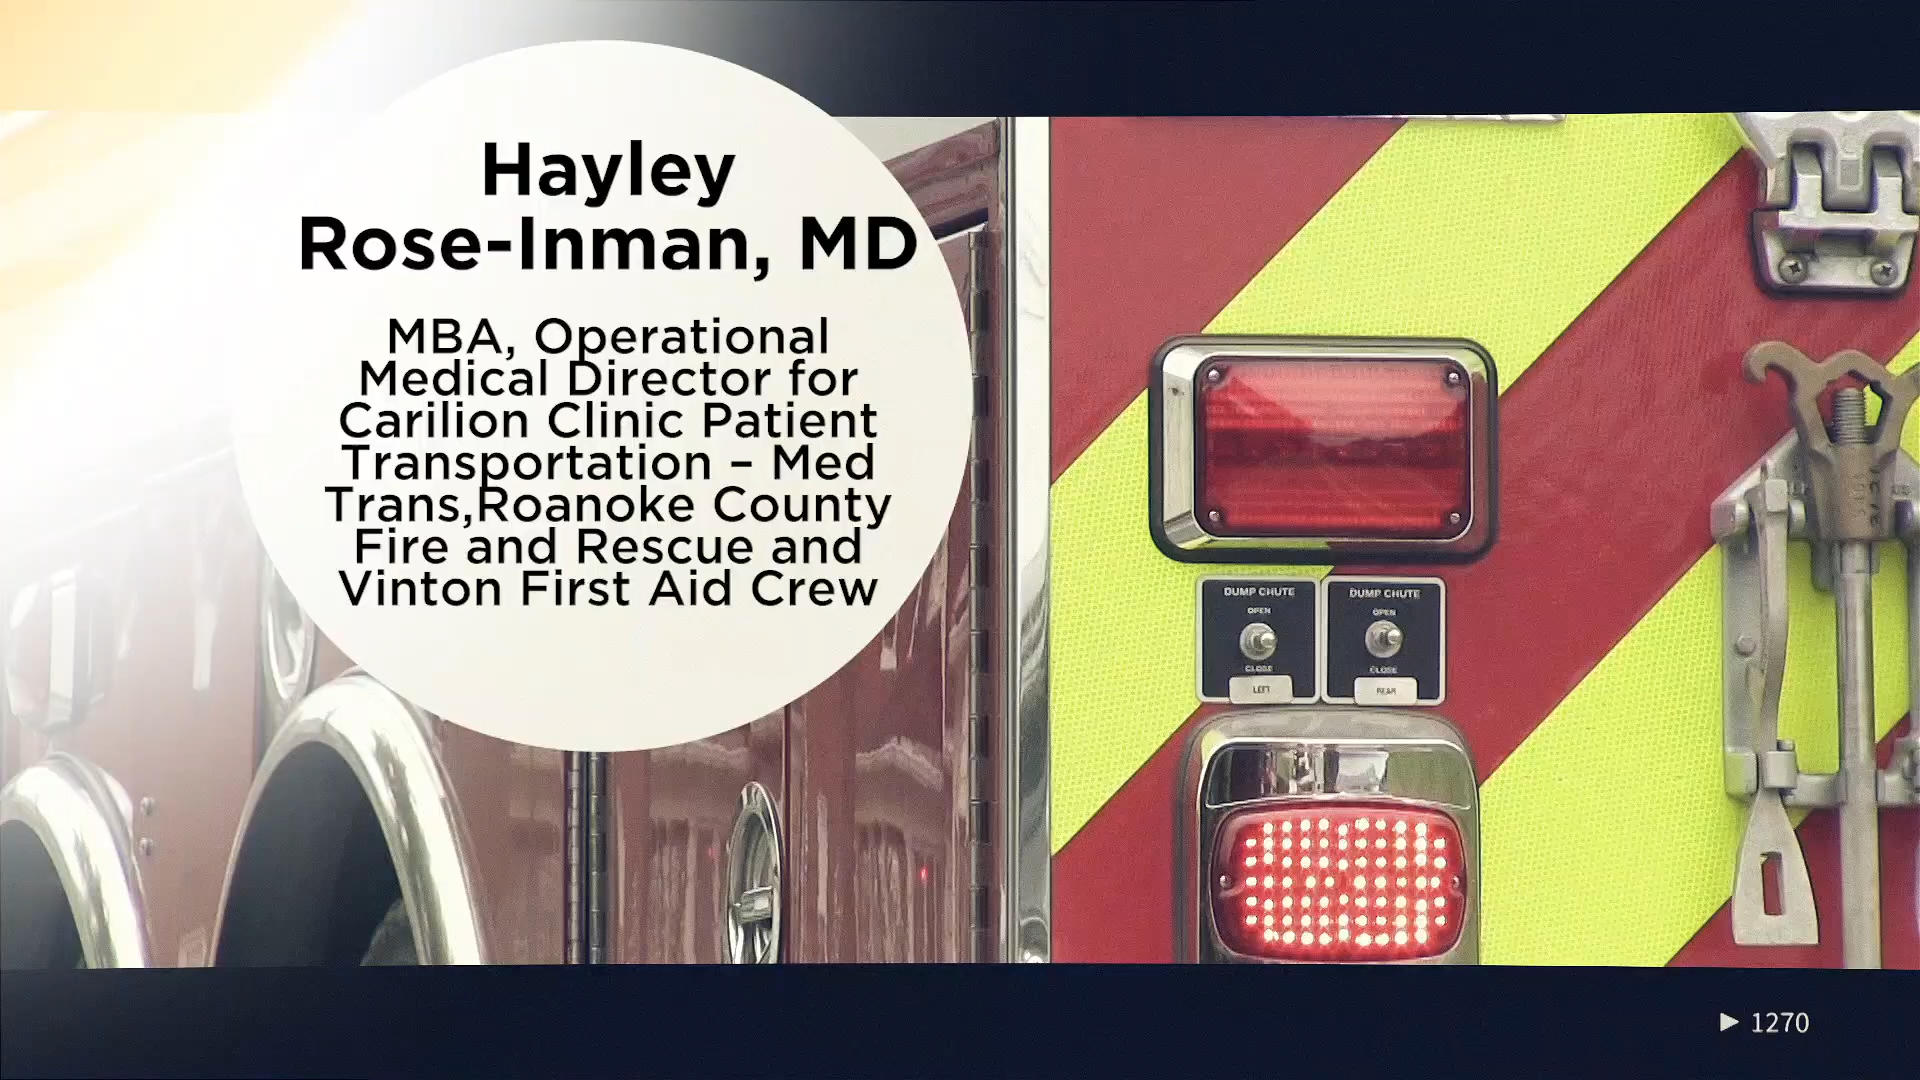 Hayley
Rose-Inman, MD
MBA, Operational
Medical Director for
Carilion Clinic Patient
Transportation – Med
Trans,Roanoke County
Fire and Rescue and
Vinton First Aid Crew
DUMP CHUTE
OPEN
CLOSE
LEFT
DUMP CHUTE
OPEN
CLOSE
REAR
▶ 1270